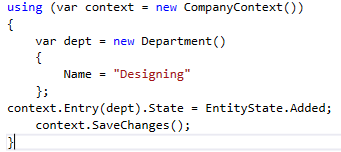 using (var context = new CompanyContext())
{
    var dept = new Department()
    {
        Name = "Designing"
    };
context.Entry(dept).State = EntityState.Added;
    context.SaveChanges();
}